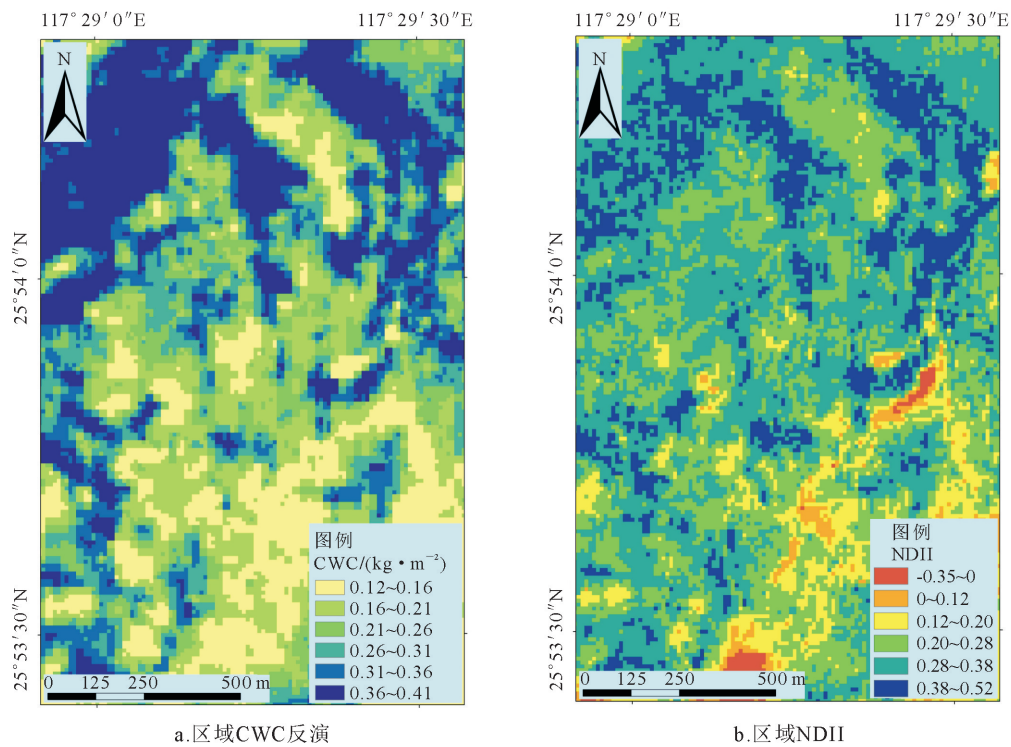 117°29′0″E
117°29′30″E
N
25°54′0″N
25°53′30″N
图例
CWC/(kg·m⁻²)
0.12~0.16
0.16~0.21
0.21~0.26
0.26~0.31
0.31~0.36
0.36~0.41
0 125 250 500 m
a.区域CWC反演
117°29′0″E
117°29′30″E
N
25°54′0″N
25°53′30″N
图例
NDII
-0.35~0
0~0.12
0.12~0.20
0.20~0.28
0.28~0.38
0.38~0.52
0 125 250 500 m
b.区域NDII